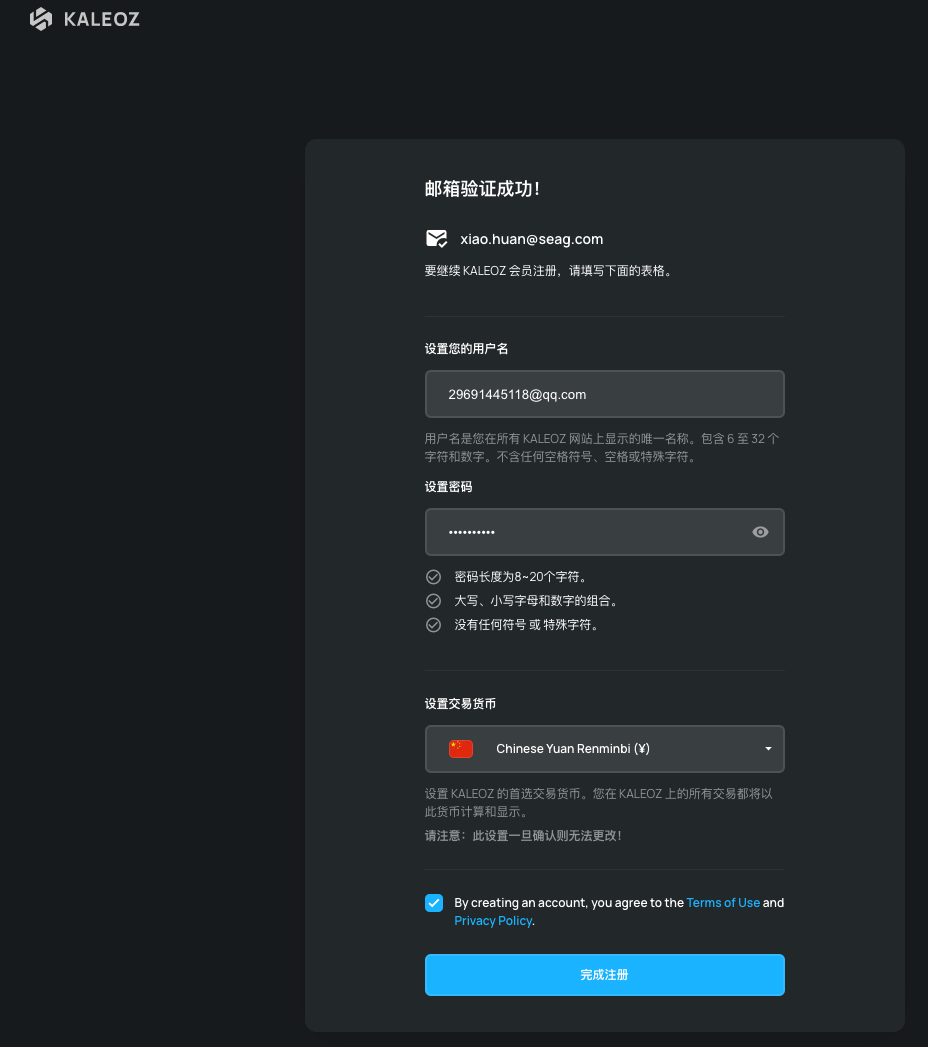 KALEOZ
邮箱验证成功！
xiao.huan@seag.com
要继续 KALEOZ 会员注册，请填写下面的表格。
设置您的用户名
29691445118@qq.com
用户名是您在所有 KALEOZ 网站上显示的唯一名称。包含 6 至 32 个
字符和数字。不含任何空格符号、空格或特殊字符。
设置密码
••••••••••
密码长度为8~20个字符。
大写、小写字母和数字的组合。
没有任何符号 或 特殊字符。
设置交易货币
Chinese Yuan Renminbi (¥)
设置 KALEOZ 的首选交易货币。您在 KALEOZ 上的所有交易都将以
此货币计算和显示。
请注意：此设置一旦确认则无法更改！
By creating an account, you agree to the Terms of Use and
Privacy Policy.
完成注册